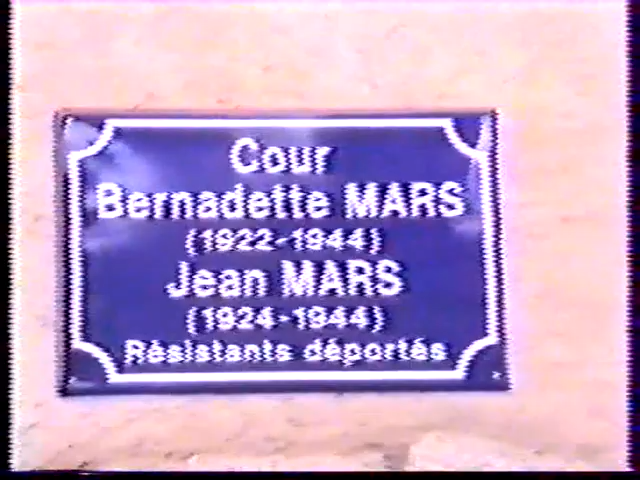 Cour
Bernadette MARS
(1922-1944)
Jean MARS
(1924-1944)
Résistants déportés